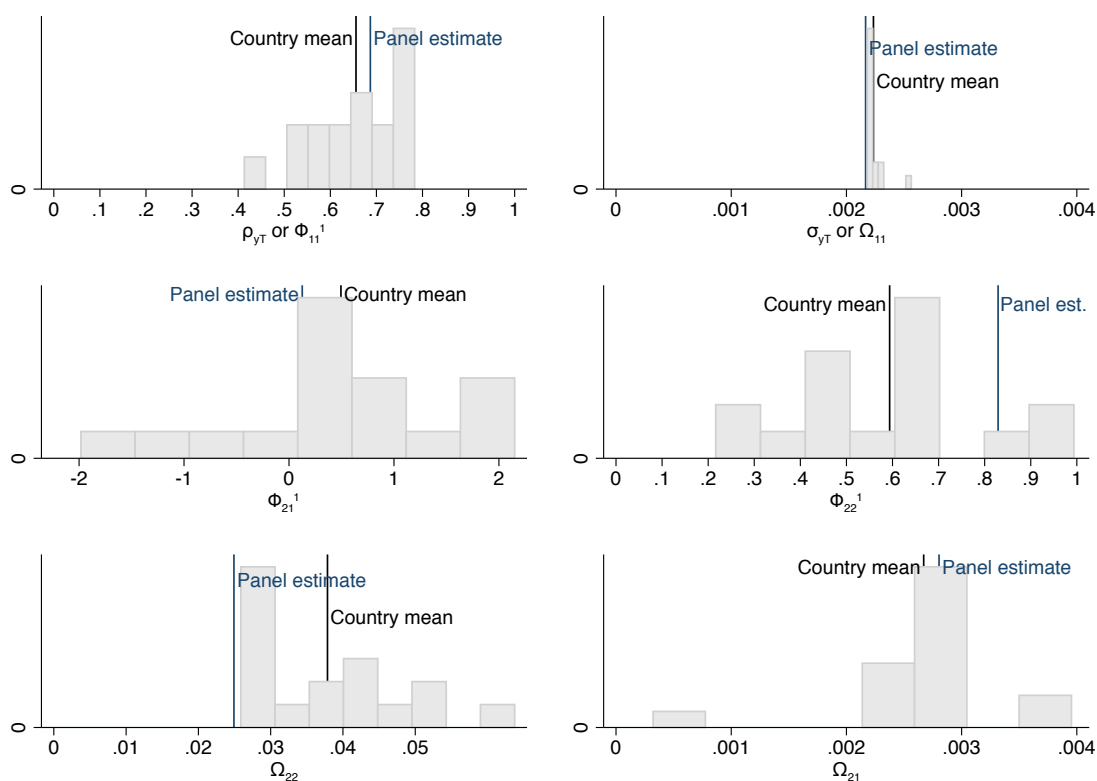 Country mean
Panel estimate
0
0 .1 .2 .3 .4 .5 .6 .7 .8 .9 1
ρyT or Φ11¹
Panel estimate
Country mean
0
0 .001 .002 .003 .004
σyT or Ω11
Panel estimate
Country mean
0
-2 -1 0 1 2
Φ21¹
Country mean
Panel est.
0
0 .1 .2 .3 .4 .5 .6 .7 .8 .9 1
Φ22¹
Panel estimate
Country mean
0
0 .01 .02 .03 .04 .05
Ω22
Country mean
Panel estimate
0
0 .001 .002 .003 .004
Ω21